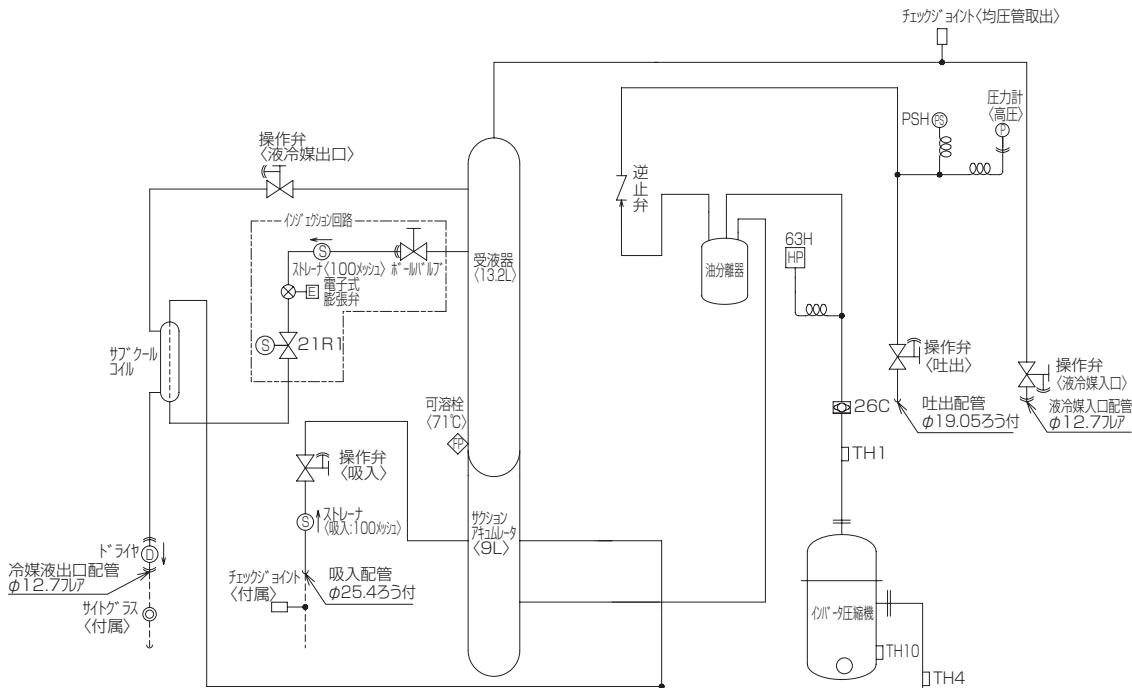 チェックジョイント〈均圧管取出〉
圧力計
〈高圧〉
PSH
PS
P
操作弁
〈液冷媒出口〉
逆止弁
インジェクション回路
S
ストレーナ〈100メッシュ〉
ボールバルブ
受液器
〈13.2L〉
油分離器
63H
HP
E
電子式
膨張弁
S
21R1
サブクール
コイル
操作弁
〈吐出〉
操作弁
〈液冷媒入口〉
可溶栓
〈71℃〉
FP
26C
吐出配管
φ19.05ろう付
液冷媒入口配管
φ12.7フレア
操作弁
〈吸入〉
TH1
S
ストレーナ
〈吸入:100メッシュ〉
サクション
アキュムレータ
〈9L〉
ドライヤ
D
冷媒液出口配管
φ12.7フレア
チェックジョイント
〈付属〉
吸入配管
φ25.4ろう付
サイトグラス
〈付属〉
インバータ圧縮機
TH10
TH4